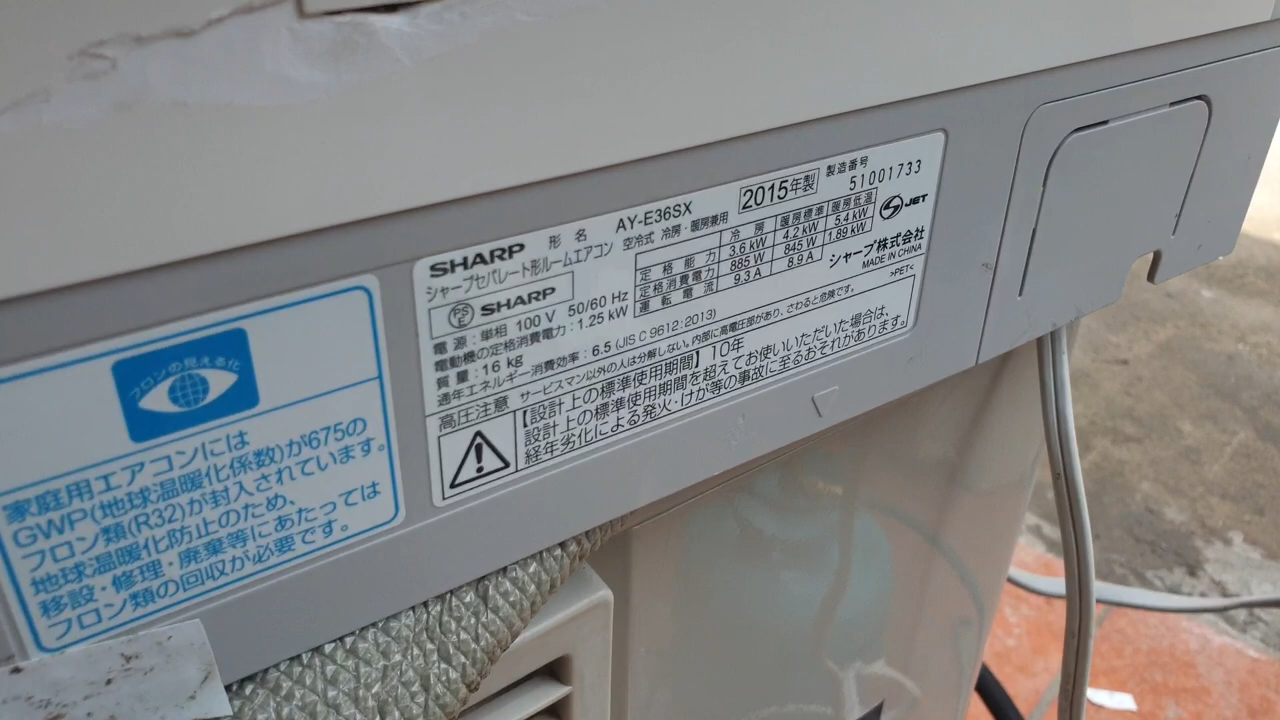 フロンの見える化
家庭用エアコンには
GWP(地球温暖化係数)が675の
フロン類(R32)が封入されています。
地球温暖化防止のため、
移設・修理・廃棄等にあたっては
フロン類の回収が必要です。
SHARP 形名 AY-E36SX 2015年製 製造番号 51001733
シャープセパレート形ルームエアコン 空冷式 冷房・暖房兼用
PSE SHARP
冷房 暖房標準 暖房低温
定格能力 3.6 kW 4.2 kW 5.4 kW
定格消費電力 885 W 845 W 1.89 kW
運転電流 9.3 A 8.9 A
JET
電源:単相 100 V 50/60 Hz
電動機の定格消費電力:1.25 kW
質量:16 kg
通年エネルギー消費効率:6.5 (JIS C 9612:2013)
シャープ株式会社
MADE IN CHINA
>PET<
高圧注意 サービスマン以外の人は分解しない。内部に高電圧部があり、さわると危険です。
【設計上の標準使用期間】10年
設計上の標準使用期間を超えてお使いいただいた場合は、
経年劣化による発火・けが等の事故に至るおそれがあります。